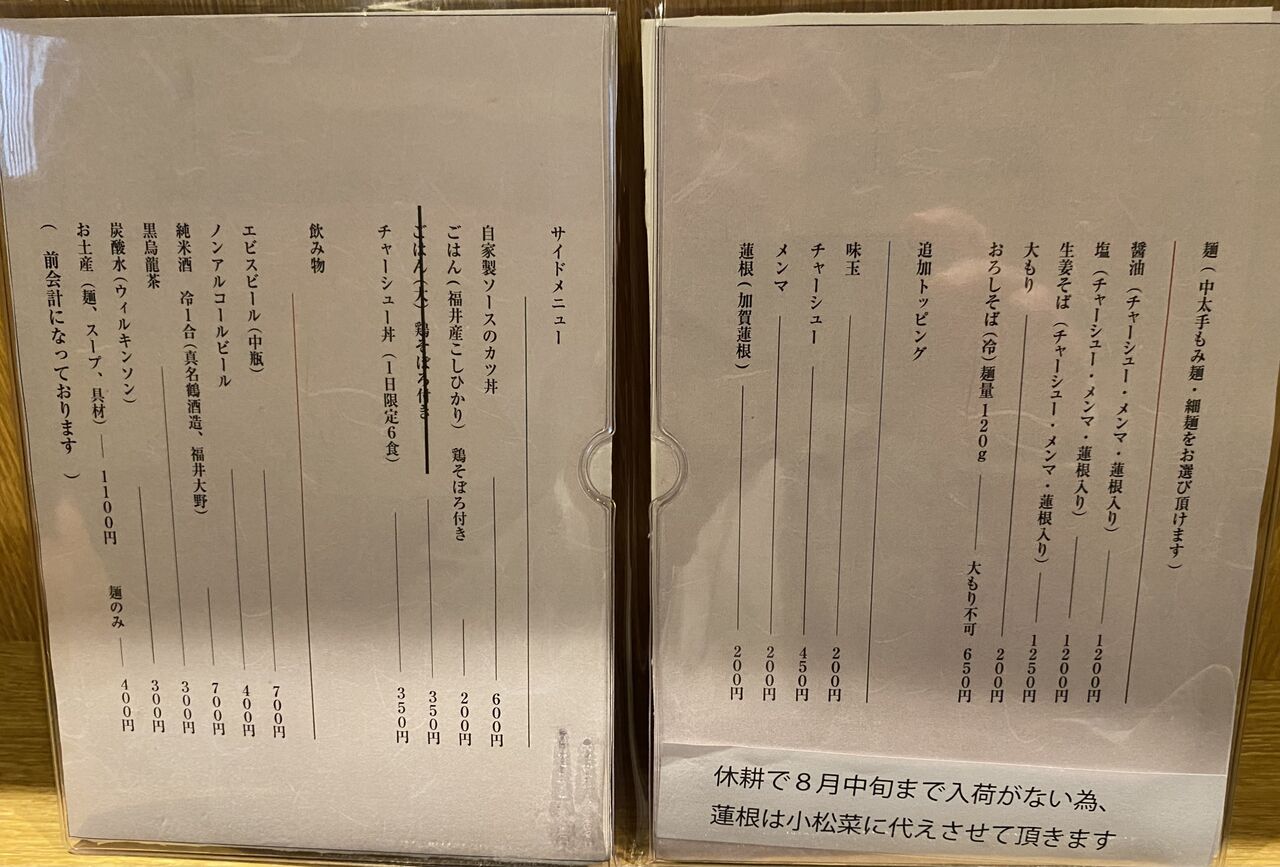 麺(中太手もみ麺・細麺をお選び頂けます)
醤油(チャーシュー・メンマ・蓮根入り) 1200円
塩(チャーシュー・メンマ・蓮根入り) 1200円
生姜そば(チャーシュー・メンマ・蓮根入り) 1250円
大もり 200円
おろしそば(冷)麺量120g 大もり不可 650円
追加トッピング
味玉 200円
チャーシュー 450円
メンマ 200円
蓮根(加賀蓮根) 200円
休耕で8月中旬まで入荷がない為、
蓮根は小松菜に代えさせて頂きます
サイドメニュー
自家製ソースのカツ丼 600円
ごはん(福井産こしひかり) 鶏そぼろ付き 200円
ごはん(大) 鶏そぼろ付き 350円
チャーシュー丼(1日限定6食) 350円
飲み物
エビスビール(中瓶) 700円
ノンアルコールビール 400円
純米酒 冷1合(真名鶴酒造、福井大野) 700円
黒烏龍茶 300円
炭酸水(ウィルキンソン) 300円
お土産(麺、スープ、具材) 1100円 麺のみ 400円
( 前会計になっております )